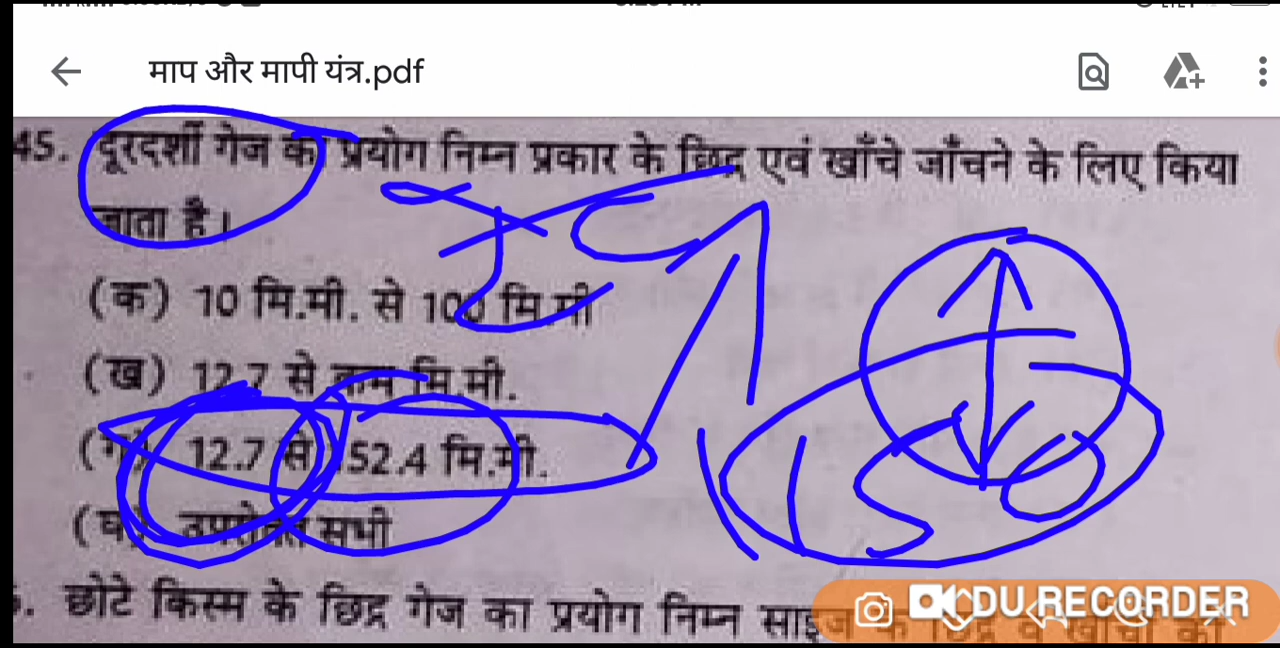 माप और मापी यंत्र.pdf
45. दूरदर्शी गेज का प्रयोग निम्न प्रकार के छिद्र एवं खाँचे जाँचने के लिए किया
जाता है।
(क) 10 मि.मी. से 100 मि.मी
(ख) 12.7 से कम मि.मी.
(ग) 12.7 से 152.4 मि.मी.
(घ) उपरोक्त सभी
150
छोटे किस्म के छिद्र गेज का प्रयोग निम्न साइज के छिद्र व खाँचों की
DU RECORDER